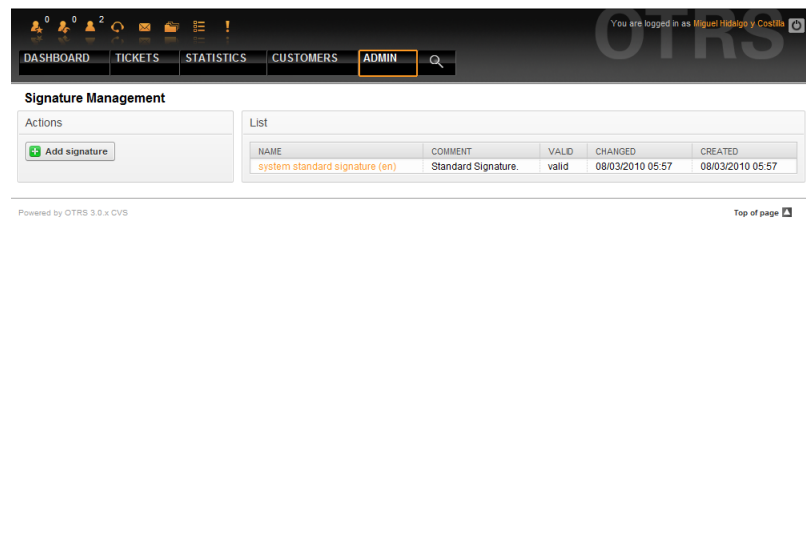 0 0 2
OTRS
You are logged in as Miguel Hidalgo y Costilla
DASHBOARD TICKETS STATISTICS CUSTOMERS ADMIN
Signature Management
Actions
Add signature
List
NAME COMMENT VALID CHANGED CREATED
system standard signature (en) Standard Signature. valid 08/03/2010 05:57 08/03/2010 05:57
Powered by OTRS 3.0.x CVS
Top of page